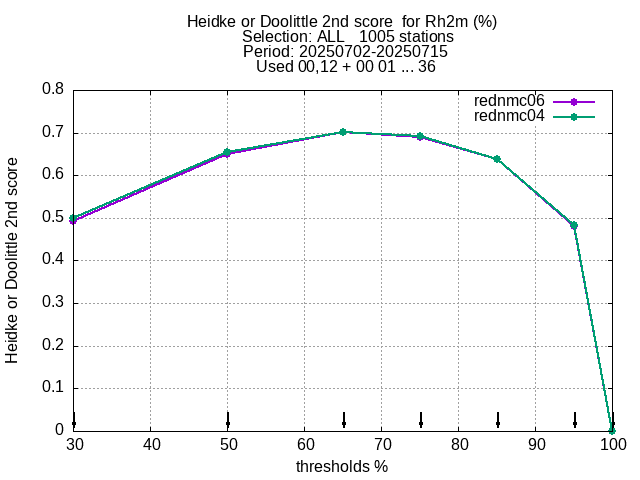 Heidke or Doolittle 2nd score  for Rh2m (%)
Selection: ALL   1005 stations
Period: 20250702-20250715
Used 00,12 + 00 01 ... 36
rednmc06
rednmc04
0.8
0.7
0.6
0.5
0.4
0.3
0.2
0.1
0
Heidke or Doolittle 2nd score
30 40 50 60 70 80 90 100
thresholds %